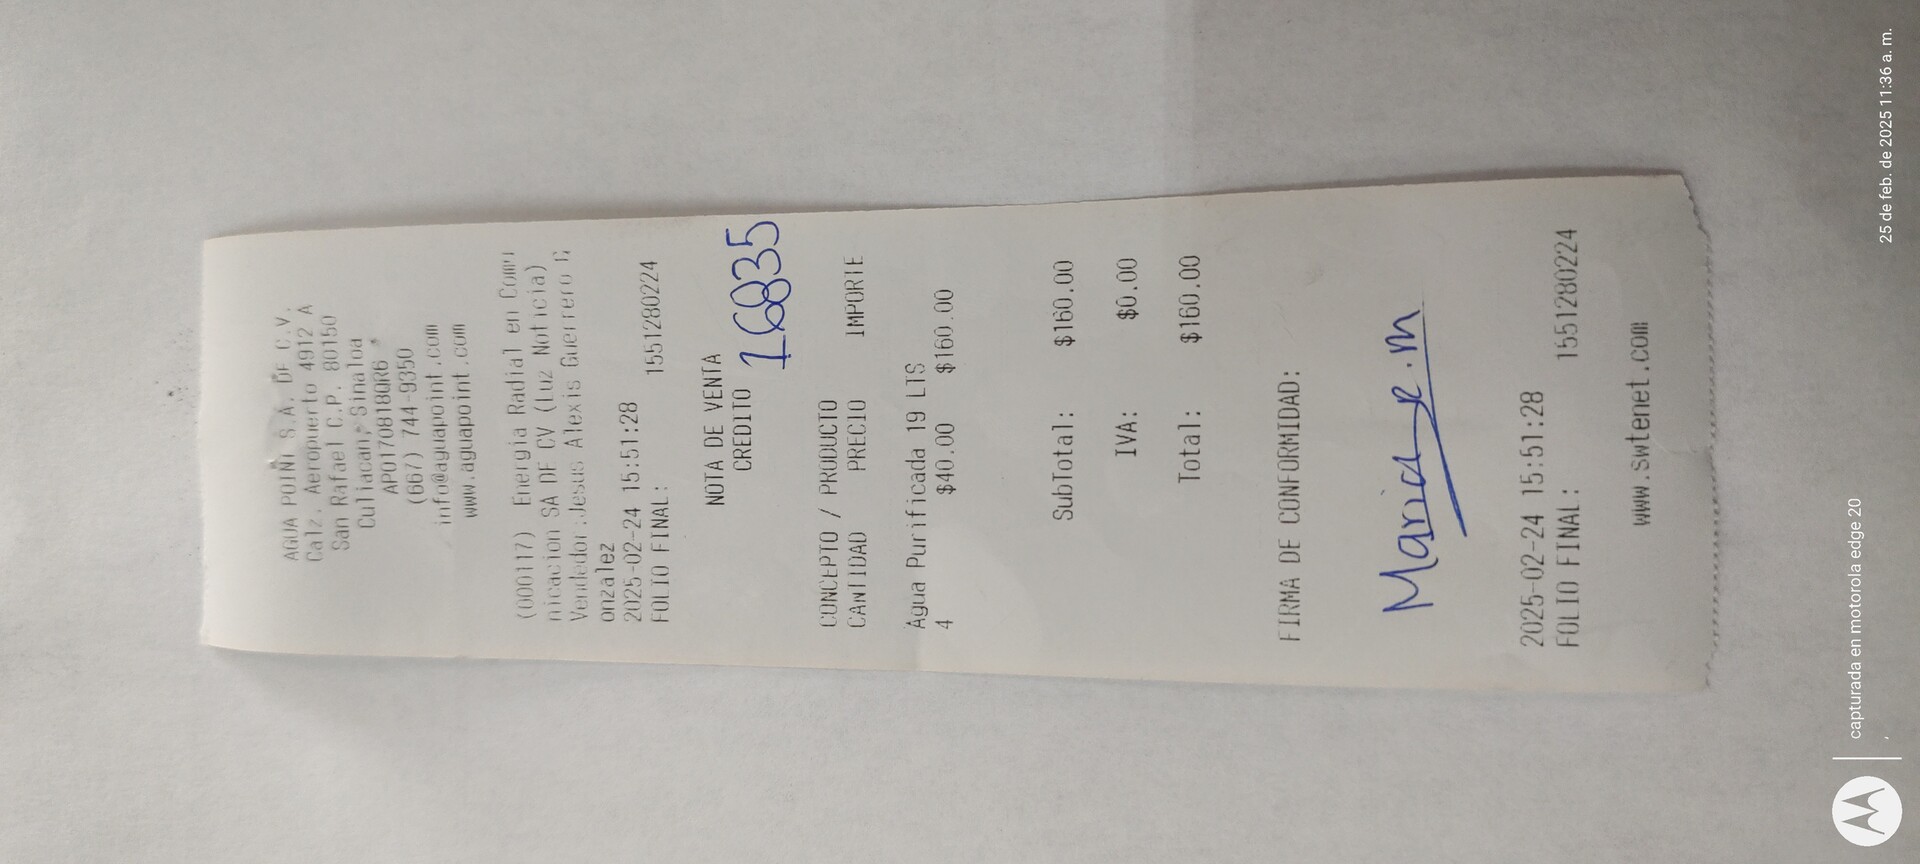 AGUA POINT S.A. DE C.V.
Calz. Aeropuerto 4912 A
San Rafael C.P. 80150
Culiacan, Sinaloa
APO170818QR6
(667) 744-9350
info@aguapoint.com
www.aguapoint.com
(000117) Energía Radial en Comu
nicación SA DE CV (Luz Noticia)
Vendedor:Jesus Alexis Guerrero G
onzalez
2025-02-24 15:51:28
FOLIO FINAL: 1551280224
NOTA DE VENTA
CREDITO
16835
CONCEPTO / PRODUCTO
CANTIDAD PRECIO IMPORTE
Agua Purificada 19 LTS
4 $40.00 $160.00
SubTotal: $160.00
IVA: $0.00
Total: $160.00
FIRMA DE CONFORMIDAD:
2025-02-24 15:51:28
FOLIO FINAL: 1551280224
www.swtenet.com
capturada en motorola edge 20
25 de feb. de 2025 11:36 a. m.